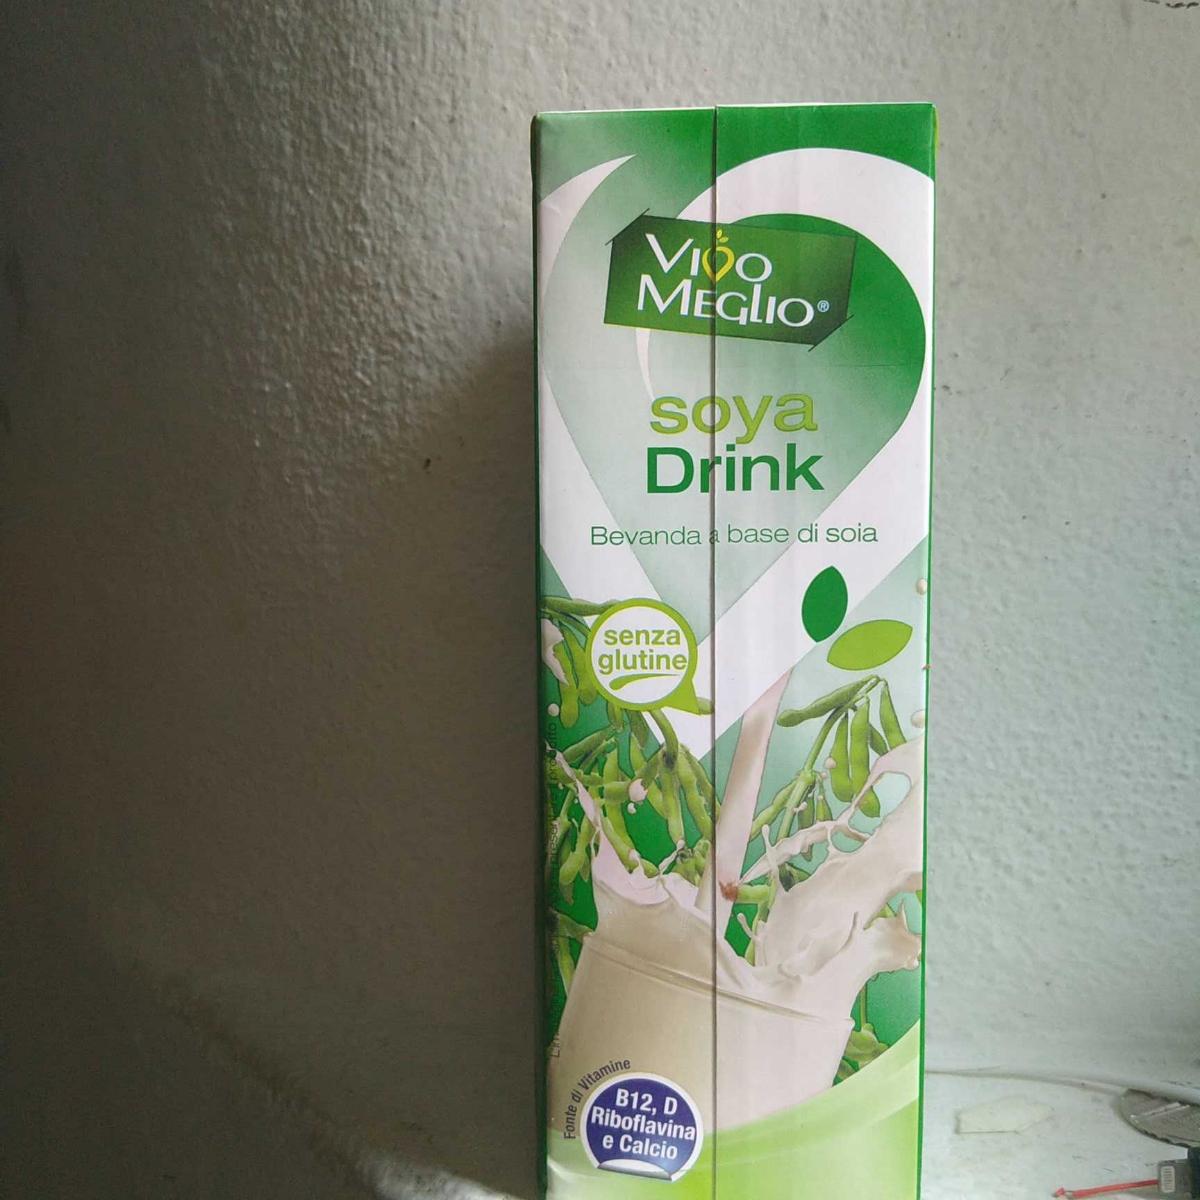 VIVO
MEGLIO®
soya
Drink
Bevanda a base di soia
senza
glutine
Fonte di Vitamine
B12, D
Riboflavina
e Calcio